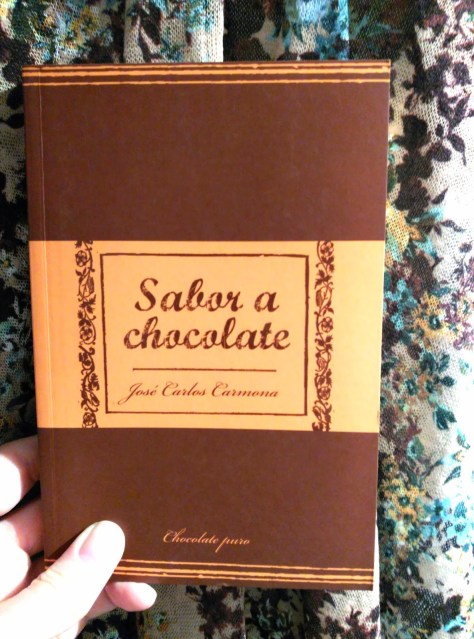 Sabor a
chocolate
José Carlos Carmona
Chocolate puro